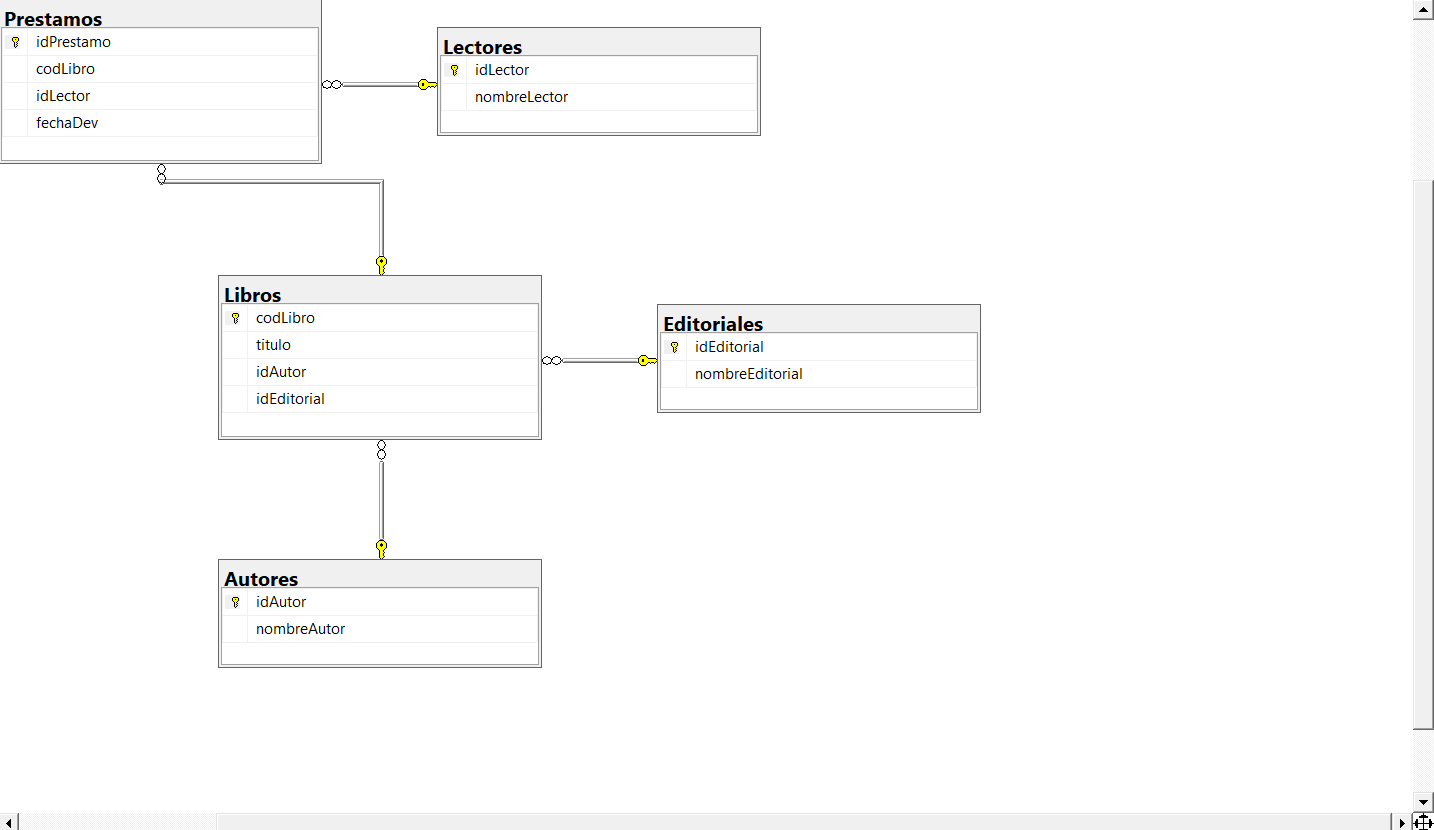 Prestamos
idPrestamo
codLibro
idLector
fechaDev
Lectores
idLector
nombreLector
Libros
codLibro
titulo
idAutor
idEditorial
Editoriales
idEditorial
nombreEditorial
Autores
idAutor
nombreAutor